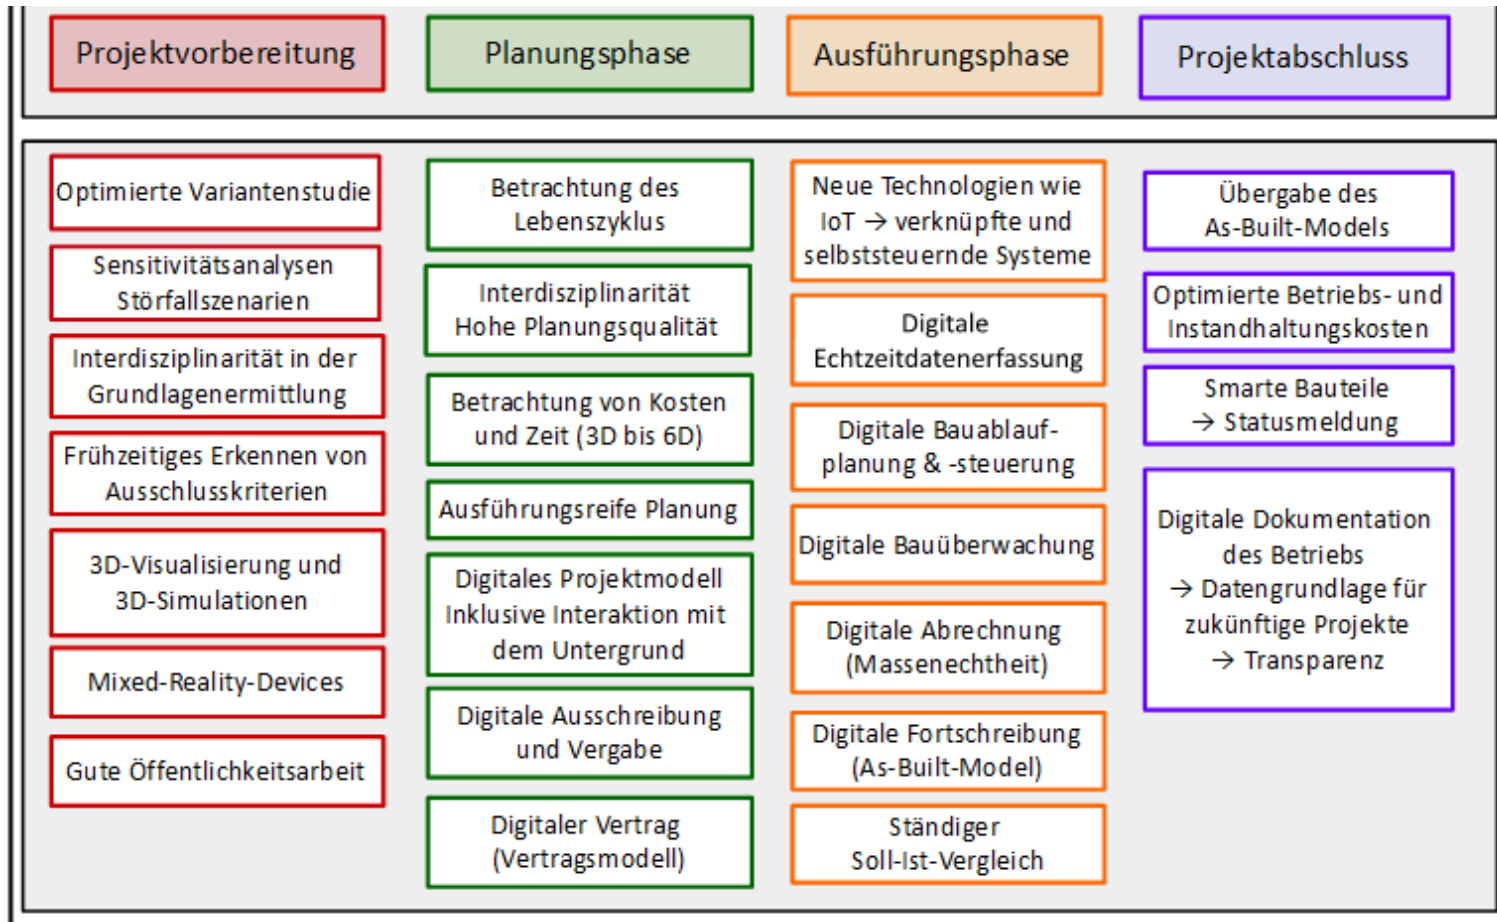 Projektvorbereitung
Planungsphase
Ausführungsphase
Projektabschluss
Optimierte Variantenstudie
Sensitivitätsanalysen
Störfallszenarien
Interdisziplinarität in der
Grundlagenermittlung
Frühzeitiges Erkennen von
Ausschlusskriterien
3D-Visualisierung und
3D-Simulationen
Mixed-Reality-Devices
Gute Öffentlichkeitsarbeit
Betrachtung des
Lebenszyklus
Interdisziplinarität
Hohe Planungsqualität
Betrachtung von Kosten
und Zeit (3D bis 6D)
Ausführungsreife Planung
Digitales Projektmodell
Inklusive Interaktion mit
dem Untergrund
Digitale Ausschreibung
und Vergabe
Digitaler Vertrag
(Vertragsmodell)
Neue Technologien wie
IoT → verknüpfte und
selbststeuernde Systeme
Digitale
Echtzeitdatenerfassung
Digitale Bauablauf-
planung & -steuerung
Digitale Bauüberwachung
Digitale Abrechnung
(Massenechtheit)
Digitale Fortschreibung
(As-Built-Model)
Ständiger
Soll-Ist-Vergleich
Übergabe des
As-Built-Models
Optimierte Betriebs- und
Instandhaltungskosten
Smarte Bauteile
→ Statusmeldung
Digitale Dokumentation
des Betriebs
→ Datengrundlage für
zukünftige Projekte
→ Transparenz